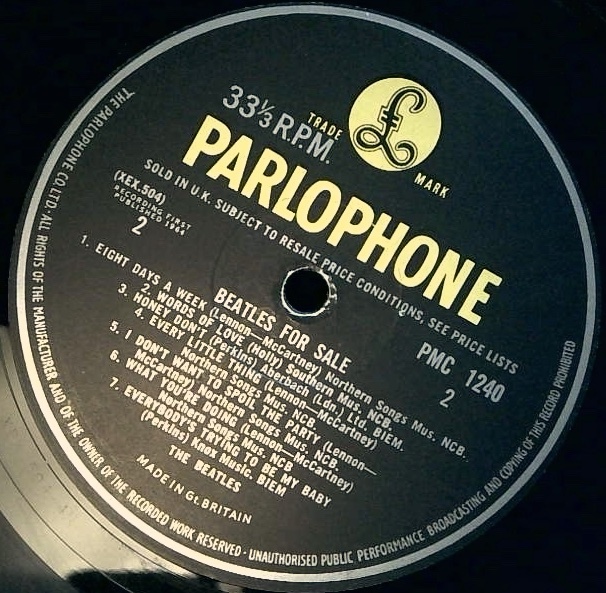 THE PARLOPHONE CO. LTD. · ALL RIGHTS OF THE MANUFACTURER AND OF THE OWNER OF THE RECORDED WORK RESERVED · UNAUTHORISED PUBLIC PERFORMANCE BROADCASTING AND COPYING OF THIS RECORD PROHIBITED
33⅓ R.P.M.
TRADE
£
MARK
PARLOPHONE
SOLD IN U.K. SUBJECT TO RESALE PRICE CONDITIONS, SEE PRICE LISTS
(XEX.504)
RECORDING FIRST
PUBLISHED 1964
2
PMC 1240
2
BEATLES FOR SALE
1. EIGHT DAYS A WEEK (Lennon—McCartney) Northern Songs Mus. NCB.
2. WORDS OF LOVE (Holly) Southern Mus. NCB.
3. HONEY DON'T (Perkins) Aberbach (Ldn.) Ltd. BIEM.
4. EVERY LITTLE THING (Lennon—McCartney)
Northern Songs Mus. NCB.
5. I DON'T WANT TO SPOIL THE PARTY (Lennon—
McCartney) Northern Songs Mus. NCB.
6. WHAT YOU'RE DOING (Lennon—McCartney)
Northern Songs Mus. NCB
7. EVERYBODY'S TRYING TO BE MY BABY
(Perkins) Knox Music. BIEM
THE BEATLES
MADE IN Gt. BRITAIN